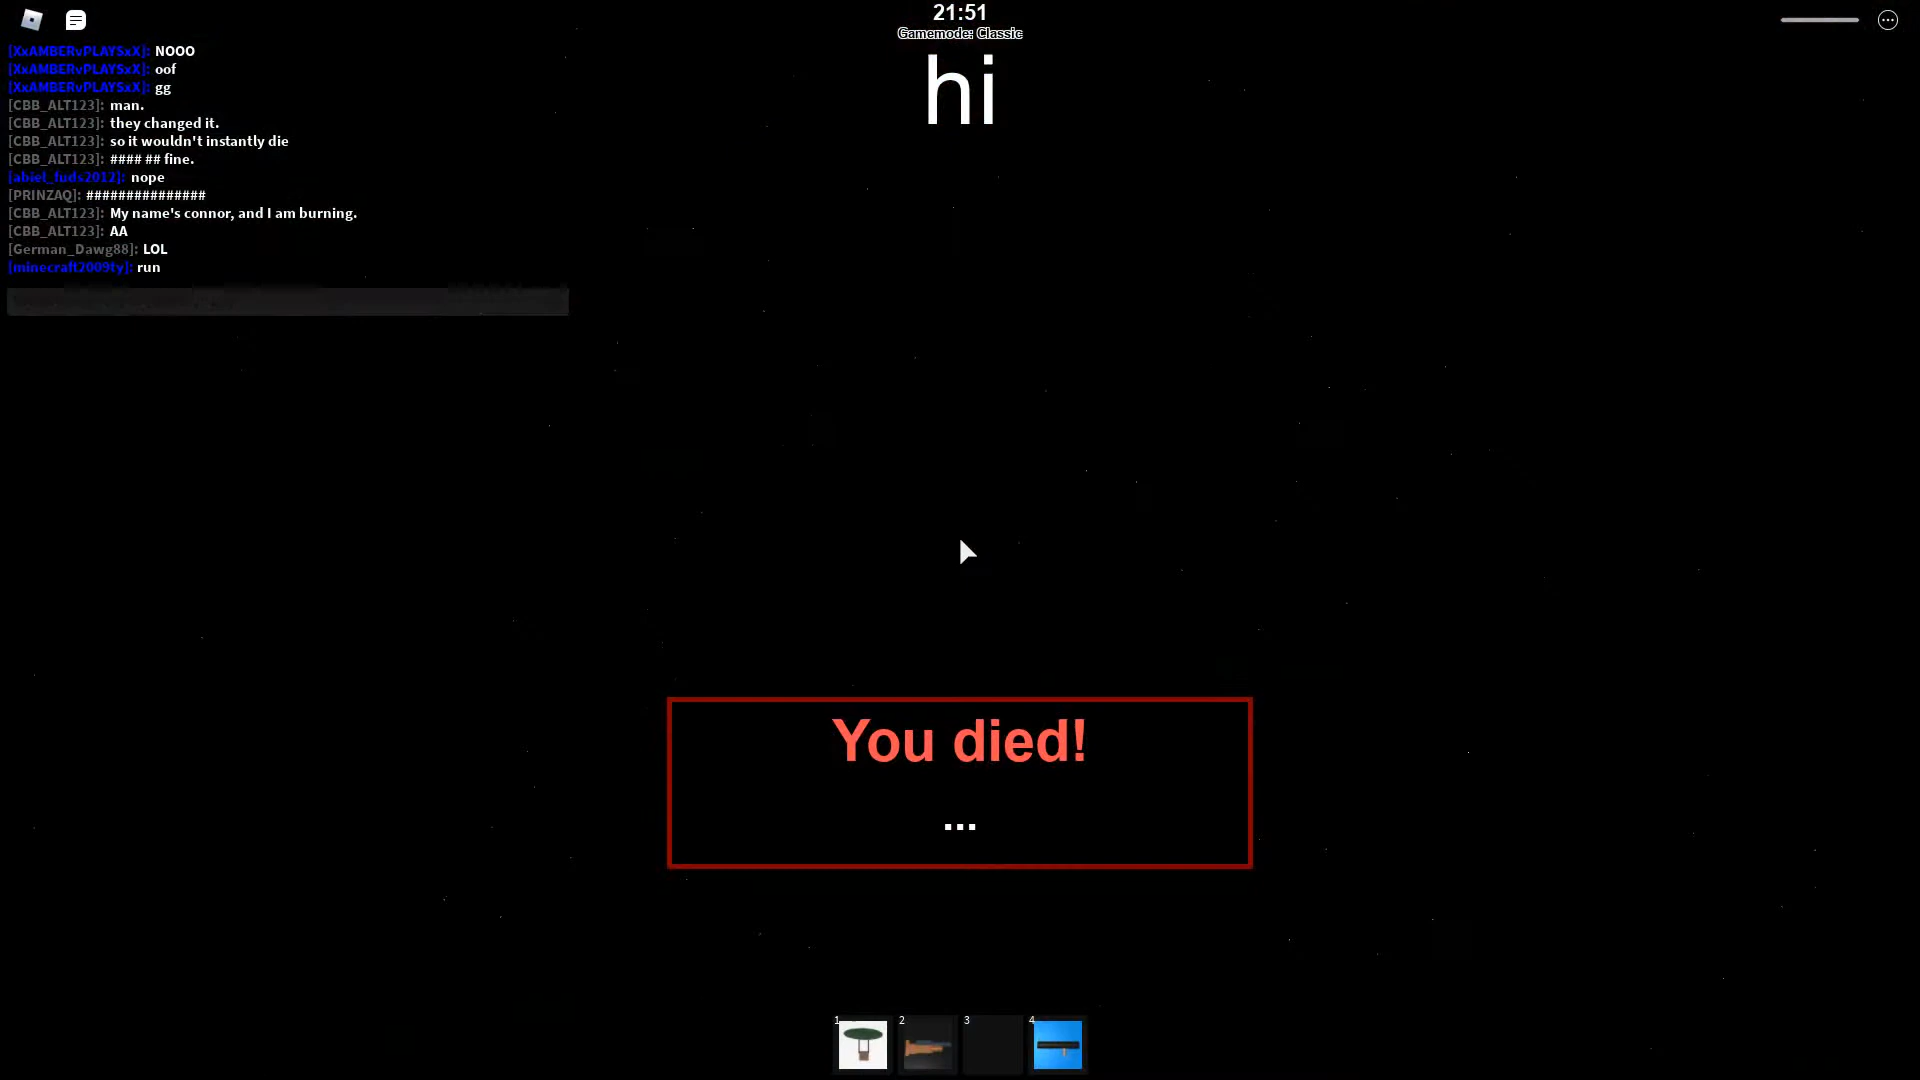 21:51
Gamemode: Classic
hi
[XxAMBERvPLAYSxX]: NOOO
[XxAMBERvPLAYSxX]: oof
[XxAMBERvPLAYSxX]: gg
[CBB_ALT123]: man.
[CBB_ALT123]: they changed it.
[CBB_ALT123]: so it wouldn't instantly die
[CBB_ALT123]: #### ## fine.
[abiel_fuds2012]: nope
[PRINZAQ]: ###############
[CBB_ALT123]: My name's connor, and I am burning.
[CBB_ALT123]: AA
[German_Dawg88]: LOL
[minecraft2009ty]: run
You died!
...
1 2 3 4